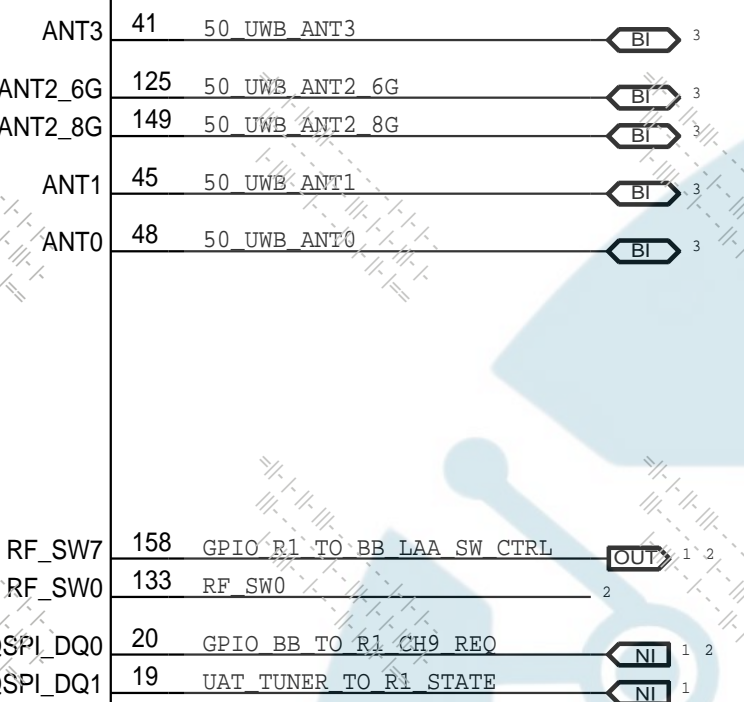 ANT3 41 50_UWB_ANT3 BI 3
ANT2_6G 125 50_UWB_ANT2_6G BI 3
ANT2_8G 149 50_UWB_ANT2_8G BI 3
ANT1 45 50_UWB_ANT1 BI 3
ANT0 48 50_UWB_ANT0 BI 3
RF_SW7 158 GPIO_R1_TO_BB_LAA_SW_CTRL OUT 1 2
RF_SW0 133 RF_SW0 2
QSPI_DQ0 20 GPIO_BB_TO_R1_CH9_REQ NI 1 2
QSPI_DQ1 19 UAT_TUNER_TO_R1_STATE NI 1